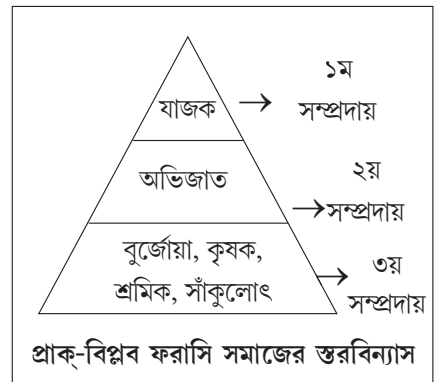 যাজক → ১ম
সম্প্রদায়
অভিজাত
২য়
→সম্প্রদায়
বুর্জোয়া, কৃষক,
শ্রমিক, সাঁকুলোৎ
→ ৩য়
সম্প্রদায়
প্রাক্-বিপ্লব ফরাসি সমাজের স্তরবিন্যাস